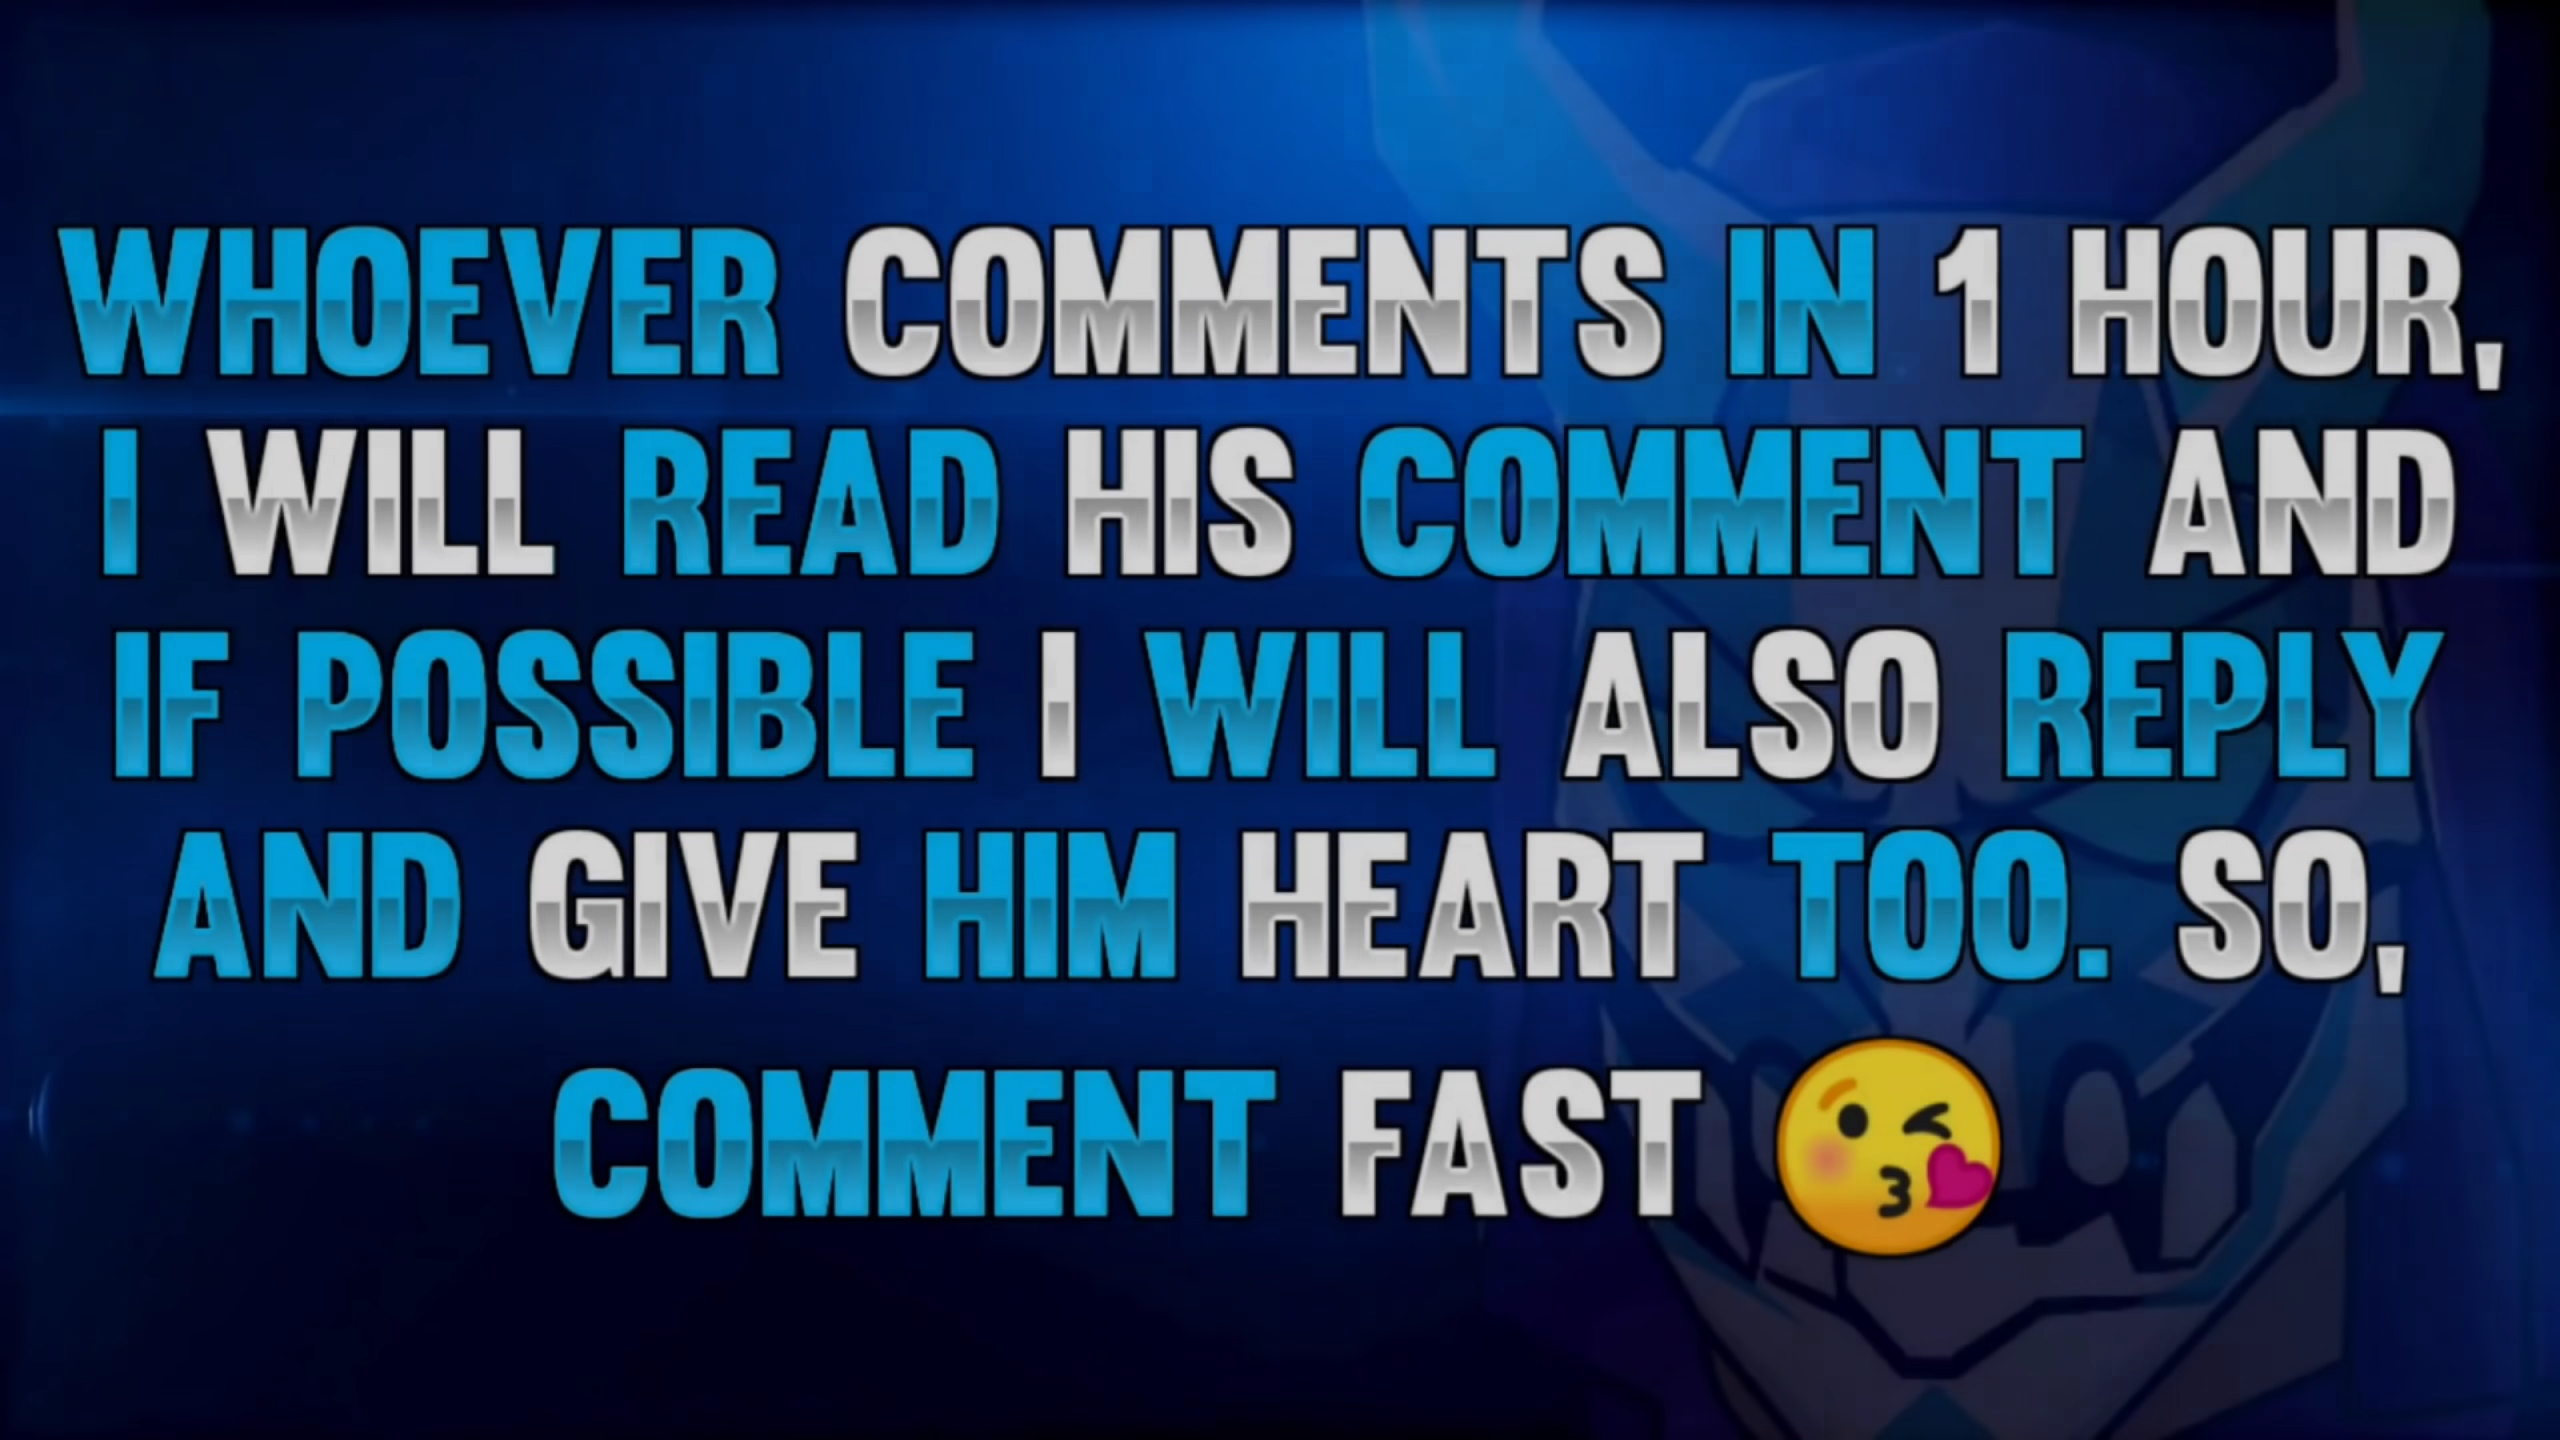 WHOEVER COMMENTS IN 1 HOUR,
I WILL READ HIS COMMENT AND
IF POSSIBLE I WILL ALSO REPLY
AND GIVE HIM HEART TOO. SO,
COMMENT FAST 😘